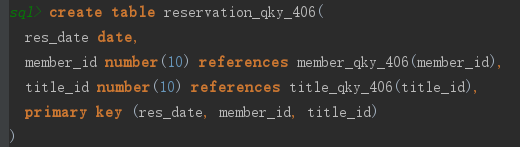 sql> create table reservation_qky_406(
res_date date,
member_id number(10) references member_qky_406(member_id),
title_id number(10) references title_qky_406(title_id),
primary key (res_date, member_id, title_id)
)